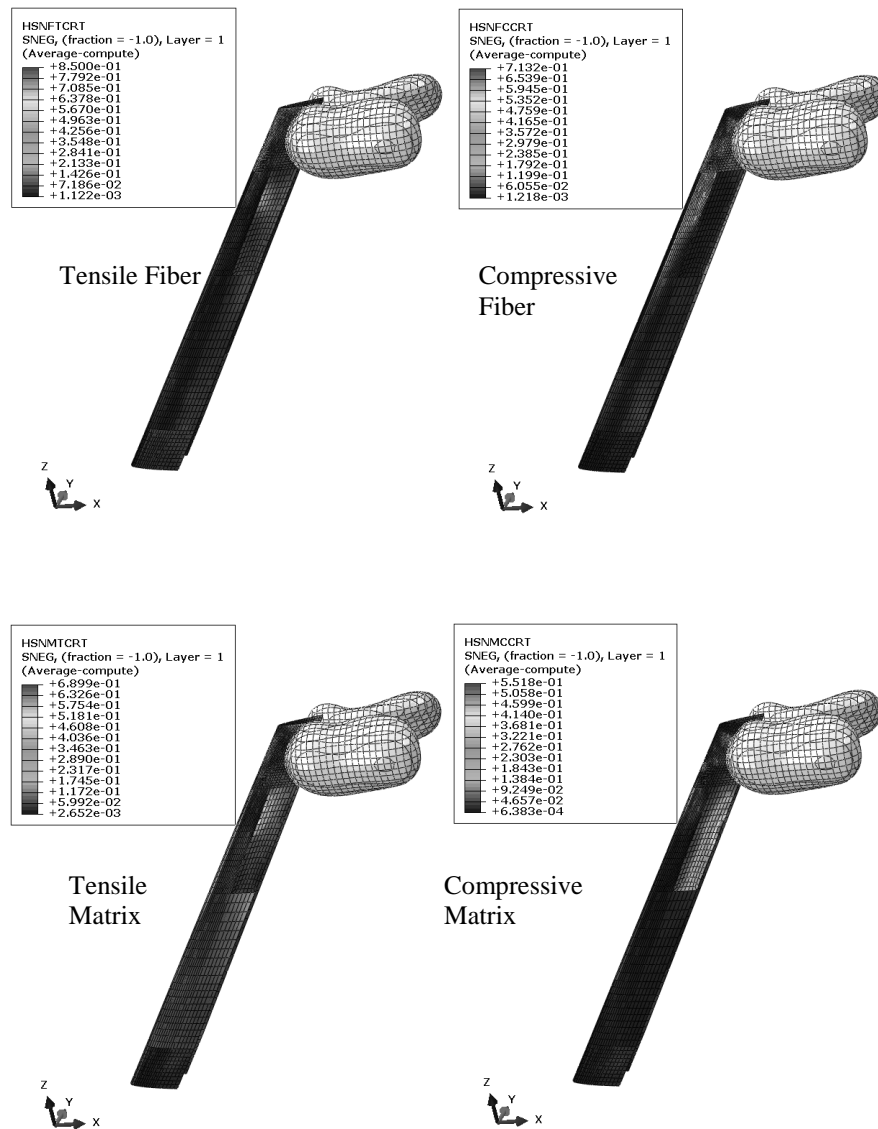 HSNFTCRT
SNEG, (fraction = -1.0), Layer = 1
(Average-compute)
+8.500e-01
+7.792e-01
+7.085e-01
+6.378e-01
+5.670e-01
+4.963e-01
+4.256e-01
+3.548e-01
+2.841e-01
+2.133e-01
+1.426e-01
+7.186e-02
+1.122e-03
Tensile Fiber
Z
Y
X
HSNFCCRT
SNEG, (fraction = -1.0), Layer = 1
(Average-compute)
+7.132e-01
+6.539e-01
+5.945e-01
+5.352e-01
+4.759e-01
+4.165e-01
+3.572e-01
+2.979e-01
+2.385e-01
+1.792e-01
+1.199e-01
+6.055e-02
+1.218e-03
Compressive
Fiber
Z
Y
X
HSNMTCRT
SNEG, (fraction = -1.0), Layer = 1
(Average-compute)
+6.899e-01
+6.326e-01
+5.754e-01
+5.181e-01
+4.608e-01
+4.036e-01
+3.463e-01
+2.890e-01
+2.317e-01
+1.745e-01
+1.172e-01
+5.992e-02
+2.652e-03
Tensile
Matrix
Z
Y
X
HSNMCCRT
SNEG, (fraction = -1.0), Layer = 1
(Average-compute)
+5.518e-01
+5.058e-01
+4.599e-01
+4.140e-01
+3.681e-01
+3.221e-01
+2.762e-01
+2.303e-01
+1.843e-01
+1.384e-01
+9.249e-02
+4.657e-02
+6.383e-04
Compressive
Matrix
Z
Y
X